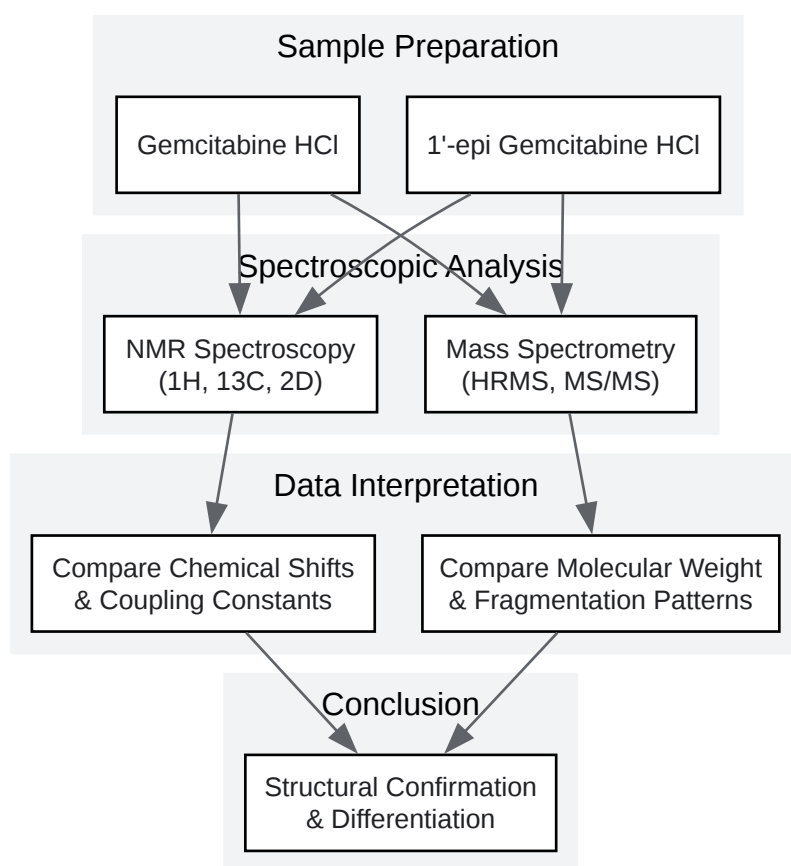 Sample Preparation
Gemcitabine HCl
1'-epi Gemcitabine HCl
Spectroscopic Analysis
NMR Spectroscopy
(1H, 13C, 2D)
Mass Spectrometry
(HRMS, MS/MS)
Data Interpretation
Compare Chemical Shifts
& Coupling Constants
Compare Molecular Weight
& Fragmentation Patterns
Conclusion
Structural Confirmation
& Differentiation